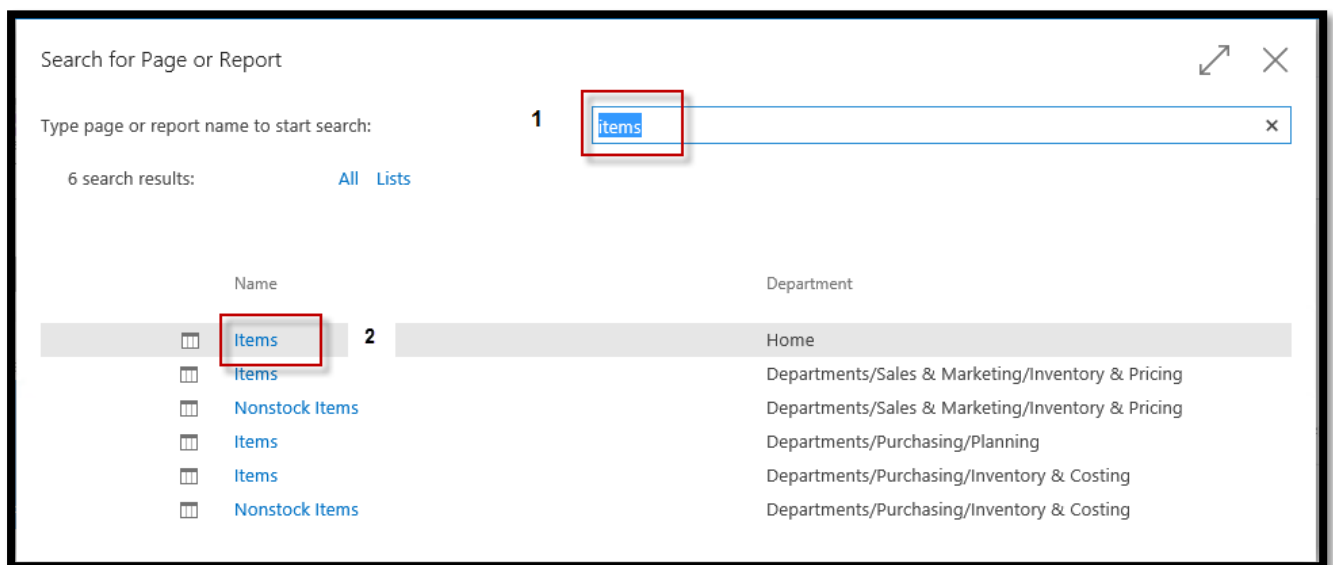 Search for Page or Report
Type page or report name to start search: 1 items
6 search results: All Lists
Name Department
Items 2 Home
Items Departments/Sales & Marketing/Inventory & Pricing
Nonstock Items Departments/Sales & Marketing/Inventory & Pricing
Items Departments/Purchasing/Planning
Items Departments/Purchasing/Inventory & Costing
Nonstock Items Departments/Purchasing/Inventory & Costing